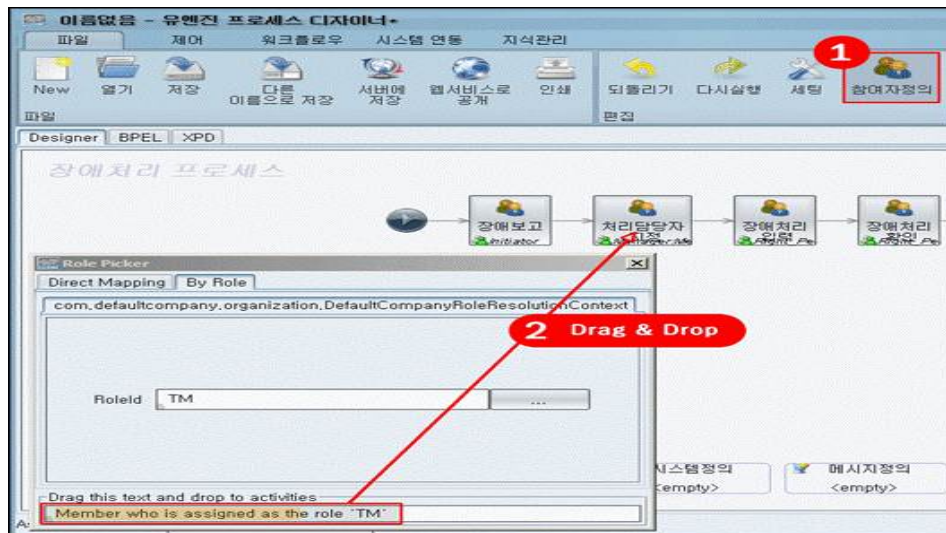 이름없음 - 유엔진 프로세스 디자이너*
파일 제어 워크플로우 시스템 연동 지식관리
1
New 열기 저장 다른 이름으로 저장 서버에 저장 웹서비스로 공개 인쇄 되돌리기 다시실행 세팅 참여자정의
파일 편집
Designer BPEL XPD
장애처리 프로세스
장애보고 처리담당자 지정 장애처리 입력 장애처리 확인
Initiator
Role Picker
Direct Mapping By Role
com.defaultcompany.organization.DefaultCompanyRoleResolutionContext
2 Drag & Drop
RoleId TM ...
시스템정의 메시지정의
<empty> <empty>
Drag this text and drop to activities
Member who is assigned as the role 'TM'